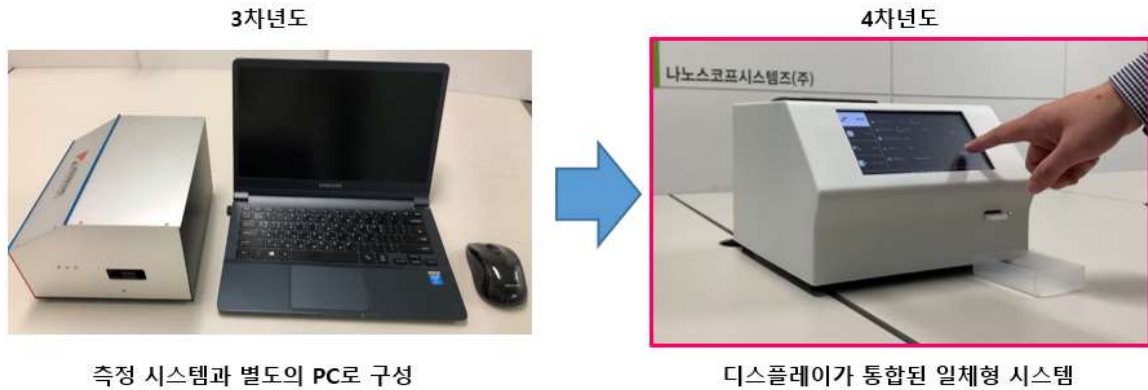 3차년도
4차년도
나노스코프시스템즈(주)
SAMSUNG
측정 시스템과 별도의 PC로 구성
디스플레이가 통합된 일체형 시스템